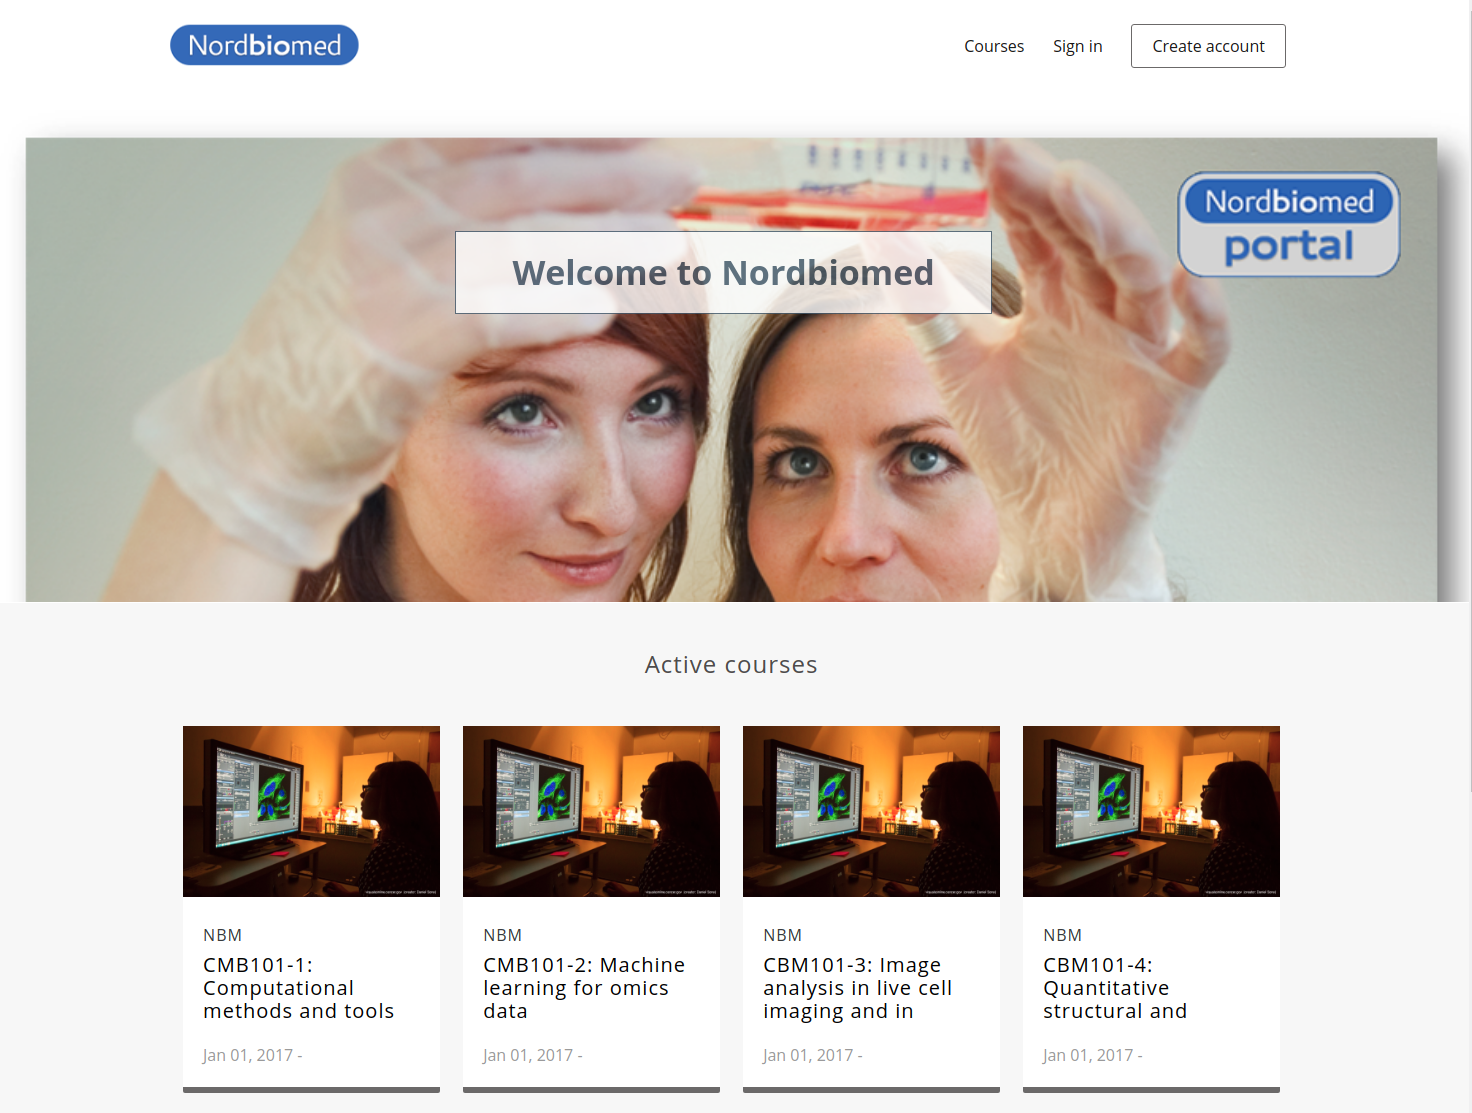 Nordbiomed
Courses
Sign in
Create account
Nordbiomed
portal
Welcome to Nordbiomed
Active courses
NBM
CMB101-1:
Computational
methods and tools
Jan 01, 2017 -
NBM
CMB101-2: Machine
learning for omics
data
Jan 01, 2017 -
NBM
CBM101-3: Image
analysis in live cell
imaging and in
Jan 01, 2017 -
NBM
CBM101-4:
Quantitative
structural and
Jan 01, 2017 -